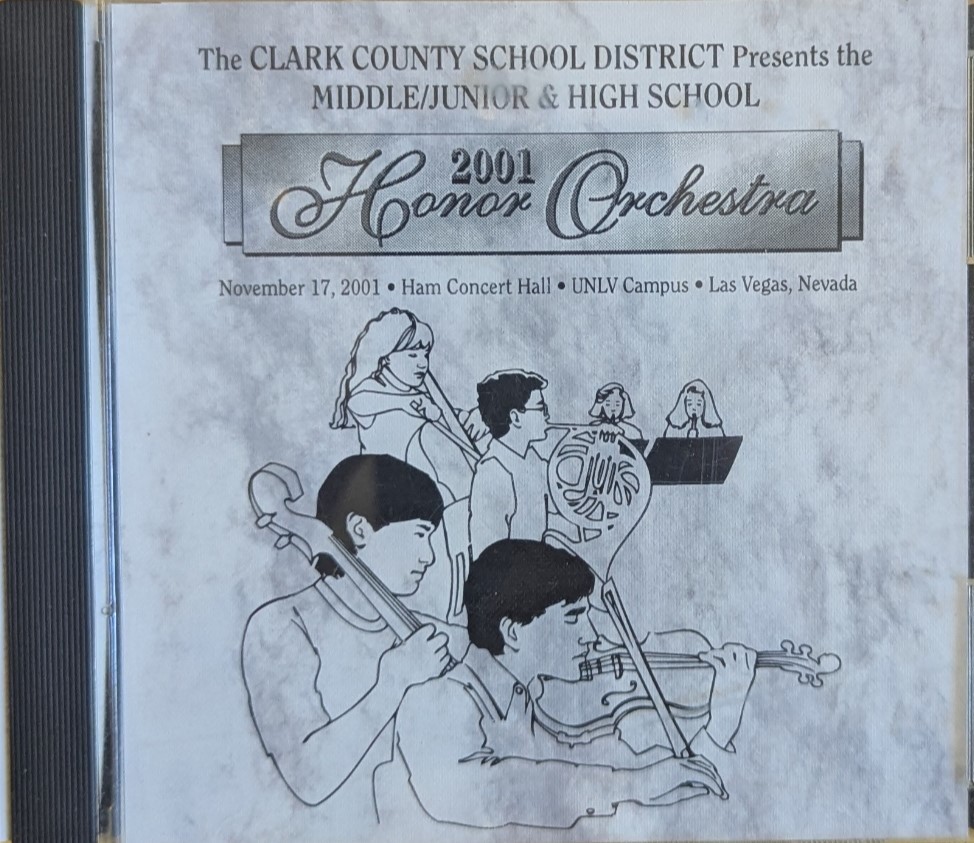 The CLARK COUNTY SCHOOL DISTRICT Presents the
MIDDLE/JUNIOR & HIGH SCHOOL
2001
Honor Orchestra
November 17, 2001 • Ham Concert Hall • UNLV Campus • Las Vegas, Nevada